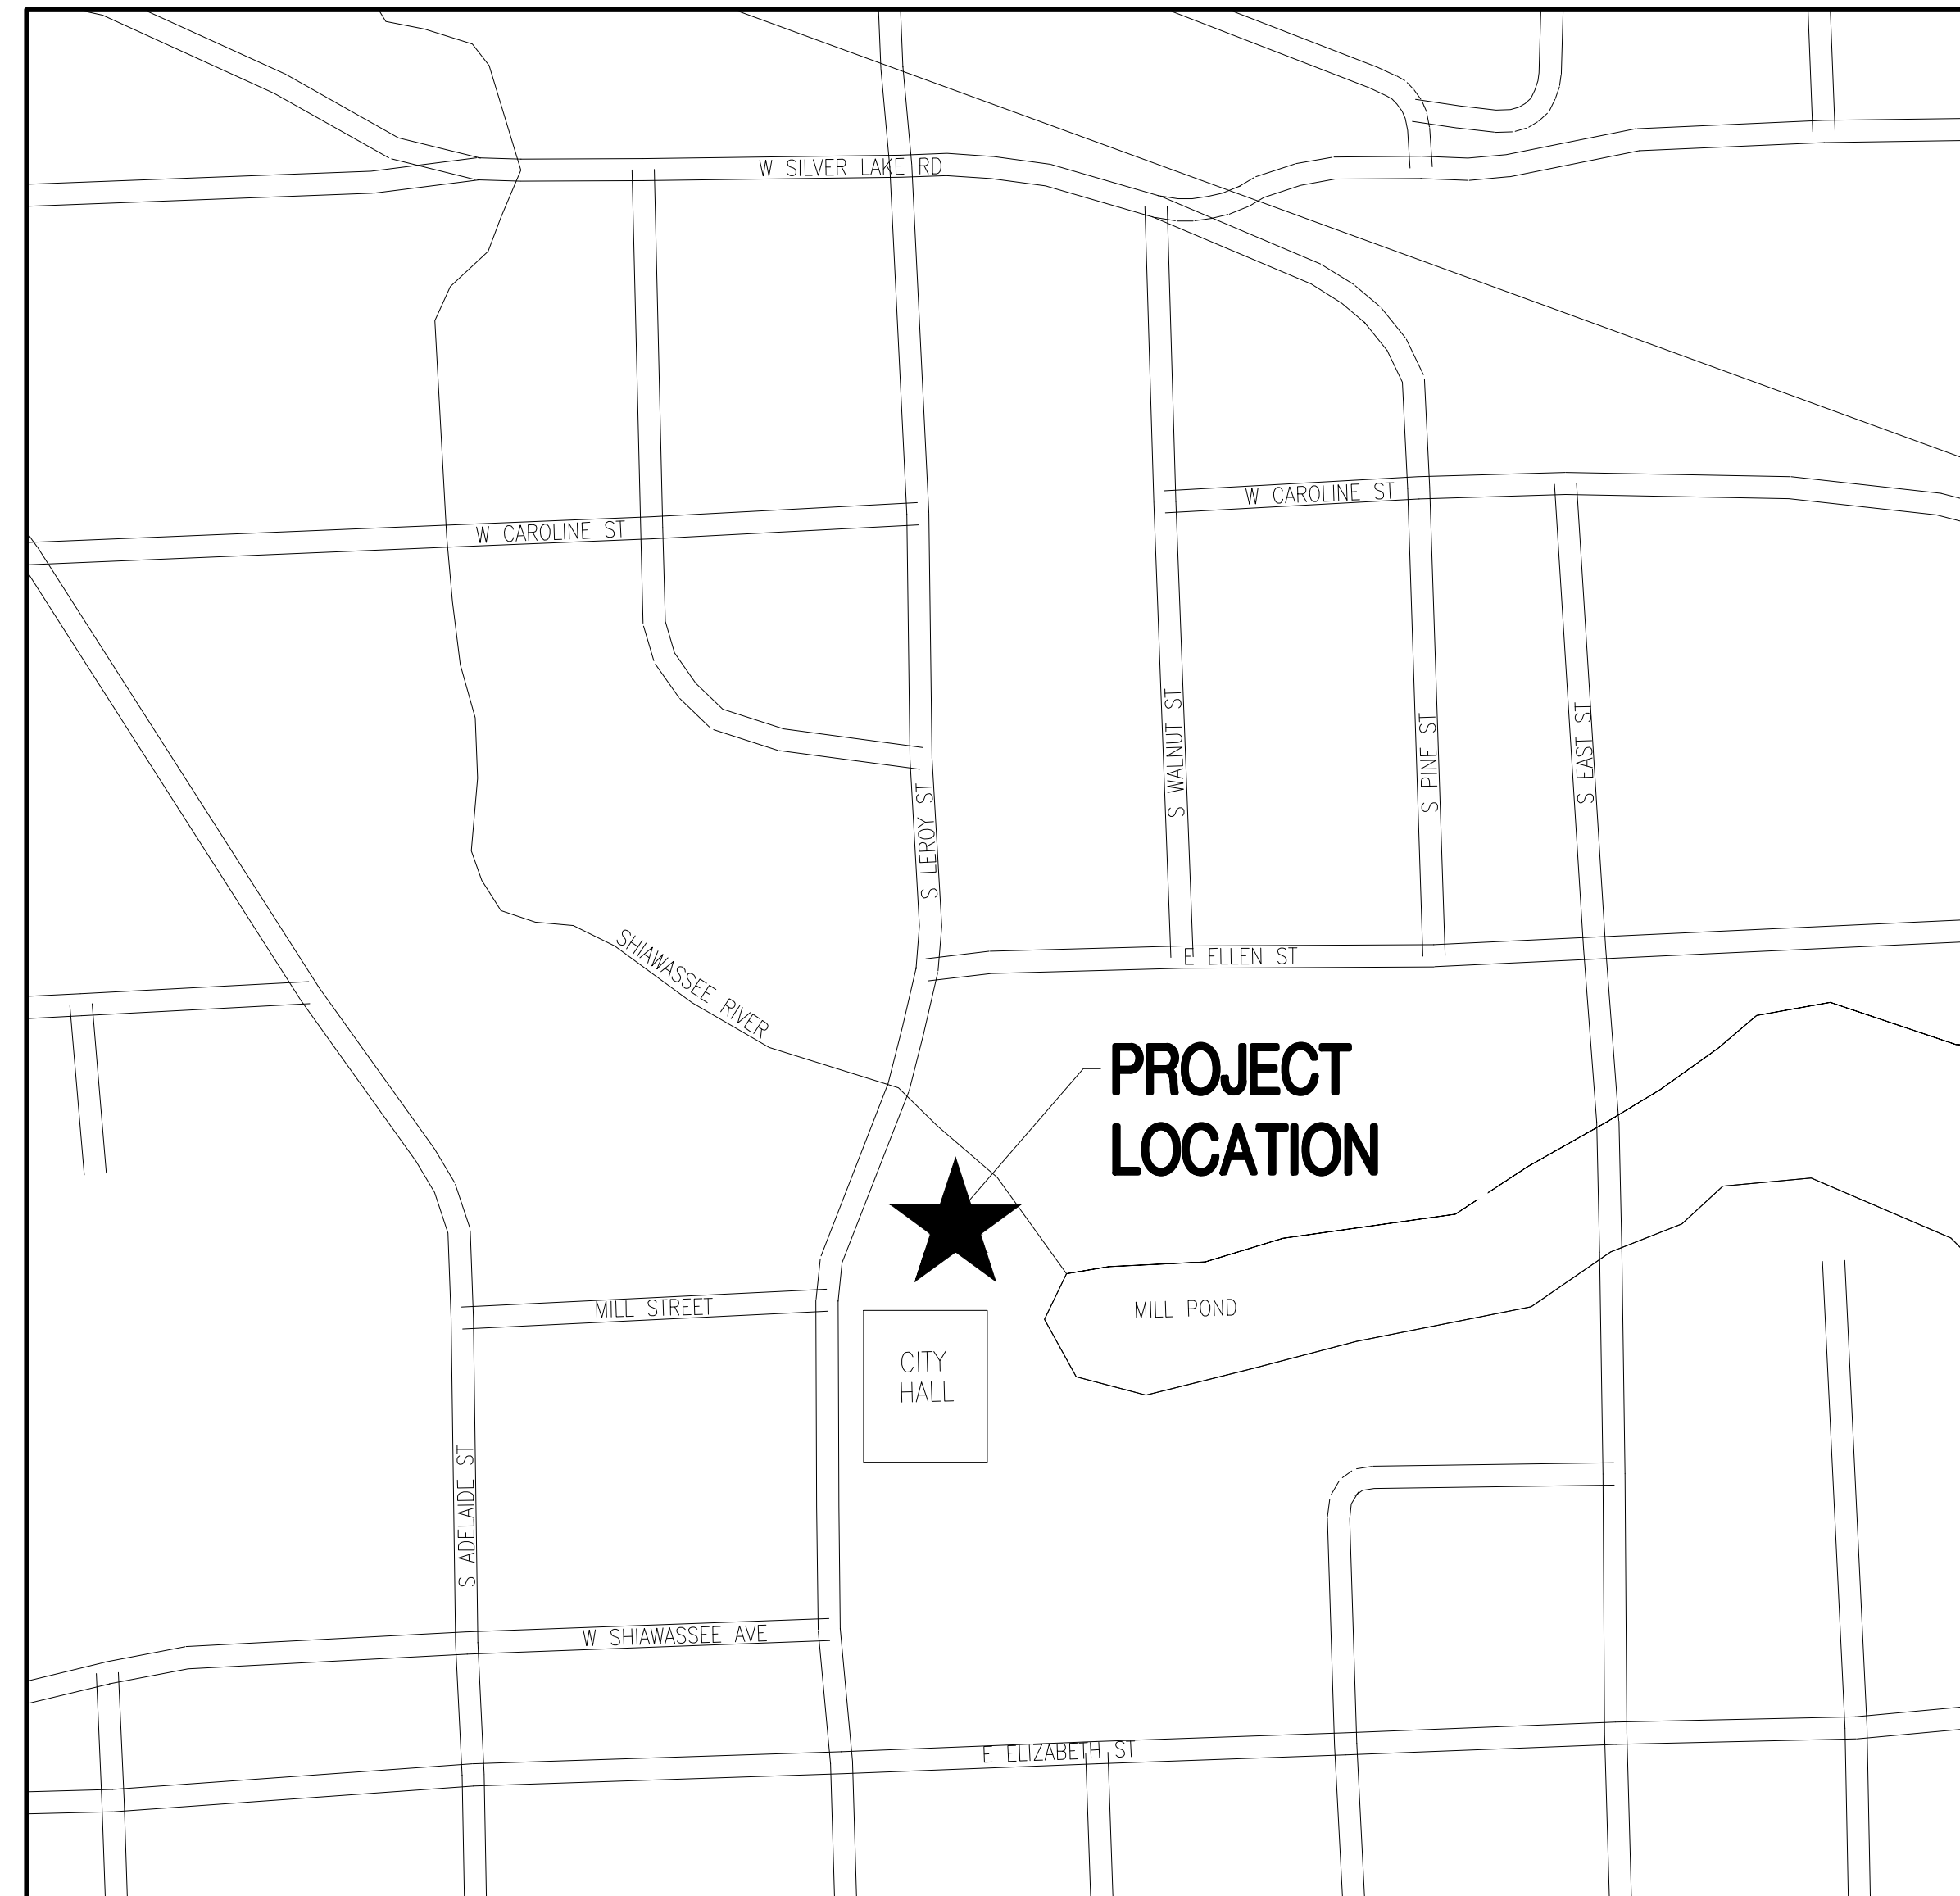 W SILVER LAKE RD
W CAROLINE ST
W CAROLINE ST
S WALNUT ST
S PINE ST
S EAST ST
S LEROY ST
SHIAWASSEE RIVER
E ELLEN ST
PROJECT
LOCATION
MILL STREET
MILL POND
CITY
HALL
S ADELAIDE ST
W SHIAWASSEE AVE
E ELIZABETH ST